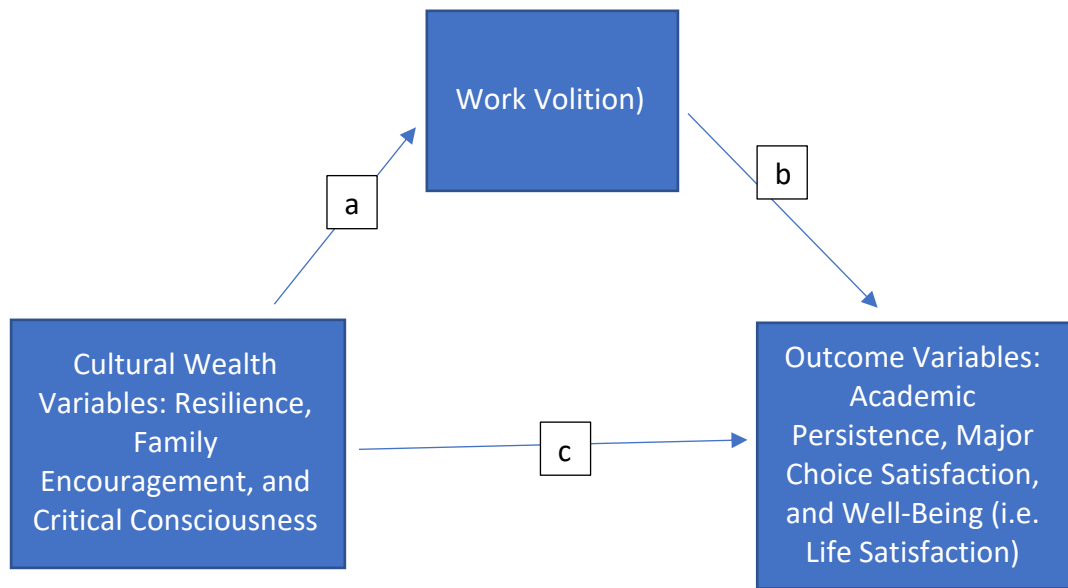 Work Volition)
a
b
Cultural Wealth
Variables: Resilience,
Family
Encouragement, and
Critical Consciousness
c
Outcome Variables:
Academic
Persistence, Major
Choice Satisfaction,
and Well-Being (i.e.
Life Satisfaction)